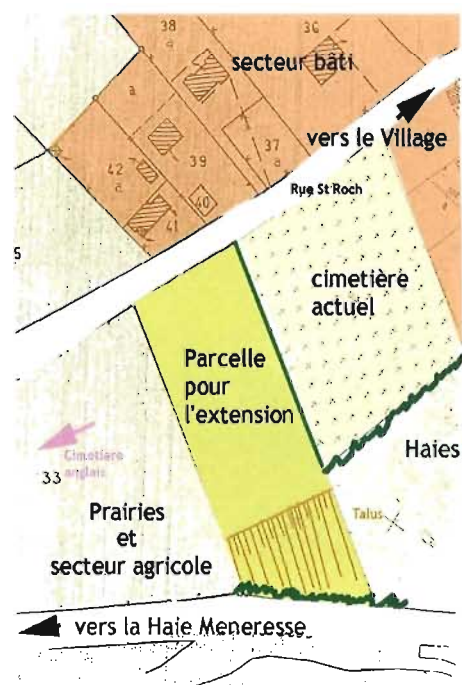 38
a
36
secteur bâti
a
vers le Village
42
a
39
37
a
40
41
Rue St Roch
cimetière
actuel
Parcelle
pour
l'extension
Haies
Cimetière
anglais
33
Prairies
et
secteur agricole
Talus
vers la Haie Meneresse